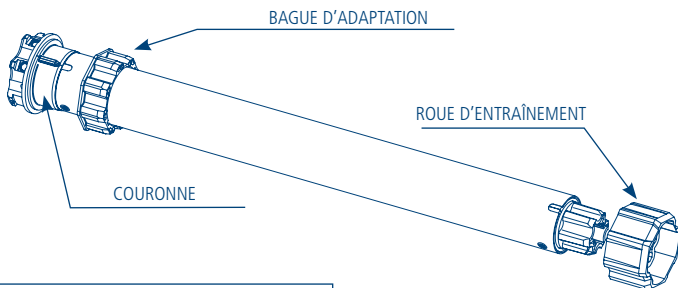 BAGUE D’ADAPTATION
ROUE D’ENTRAÎNEMENT
COURONNE